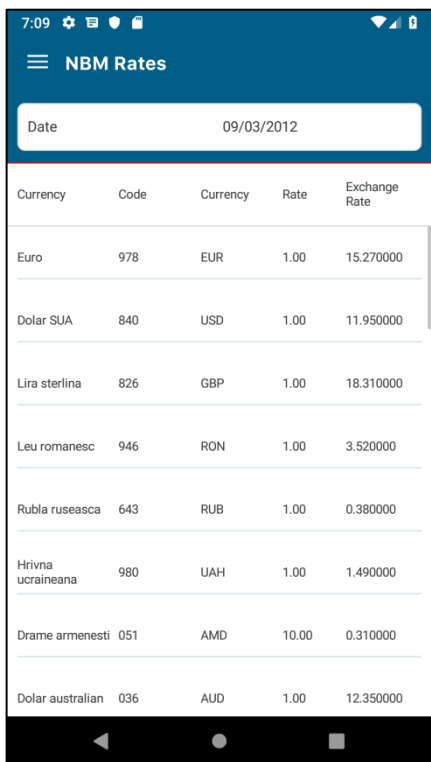 7:09
NBM Rates
Date 09/03/2012
Currency Code Currency Rate Exchange
Rate
Euro 978 EUR 1.00 15.270000
Dolar SUA 840 USD 1.00 11.950000
Lira sterlina 826 GBP 1.00 18.310000
Leu romanesc 946 RON 1.00 3.520000
Rubla ruseasca 643 RUB 1.00 0.380000
Hrivna
ucraineana 980 UAH 1.00 1.490000
Drame armenesti 051 AMD 10.00 0.310000
Dolar australian 036 AUD 1.00 12.350000